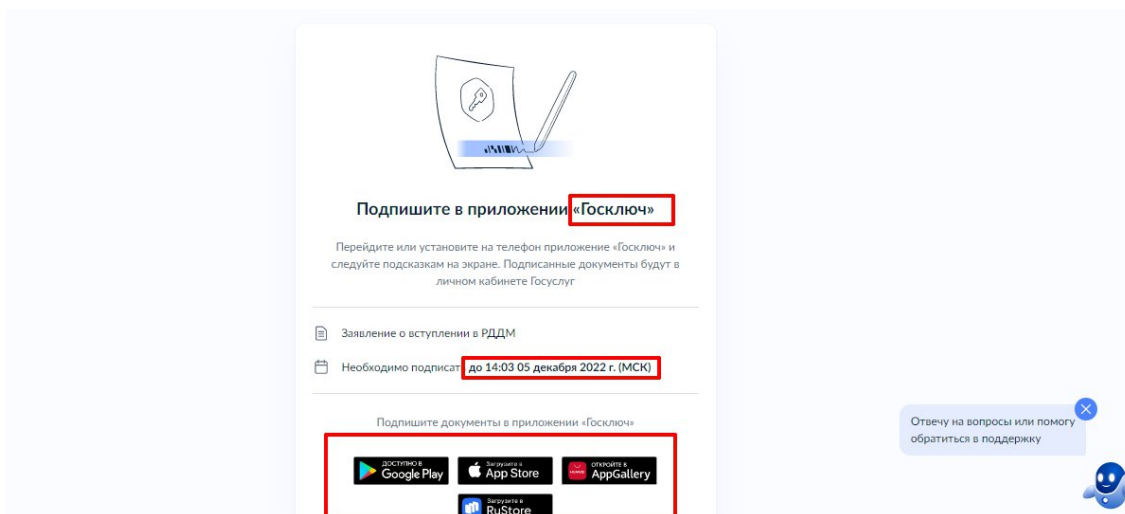 Подпишите в приложении «Госключ»
Перейдите или установите на телефон приложение «Госключ» и
следуйте подсказкам на экране. Подписанные документы будут в
личном кабинете Госуслуг
Заявление о вступлении в РДДМ
Необходимо подписат до 14:03 05 декабря 2022 г. (МСК)
Подпишите документы в приложении «Госключ»
ДОСТУПНО В
Google Play
Загрузите в
App Store
ОТКРОЙТЕ В
AppGallery
Загрузите в
RuStore
Отвечу на вопросы или помогу
обратиться в поддержку